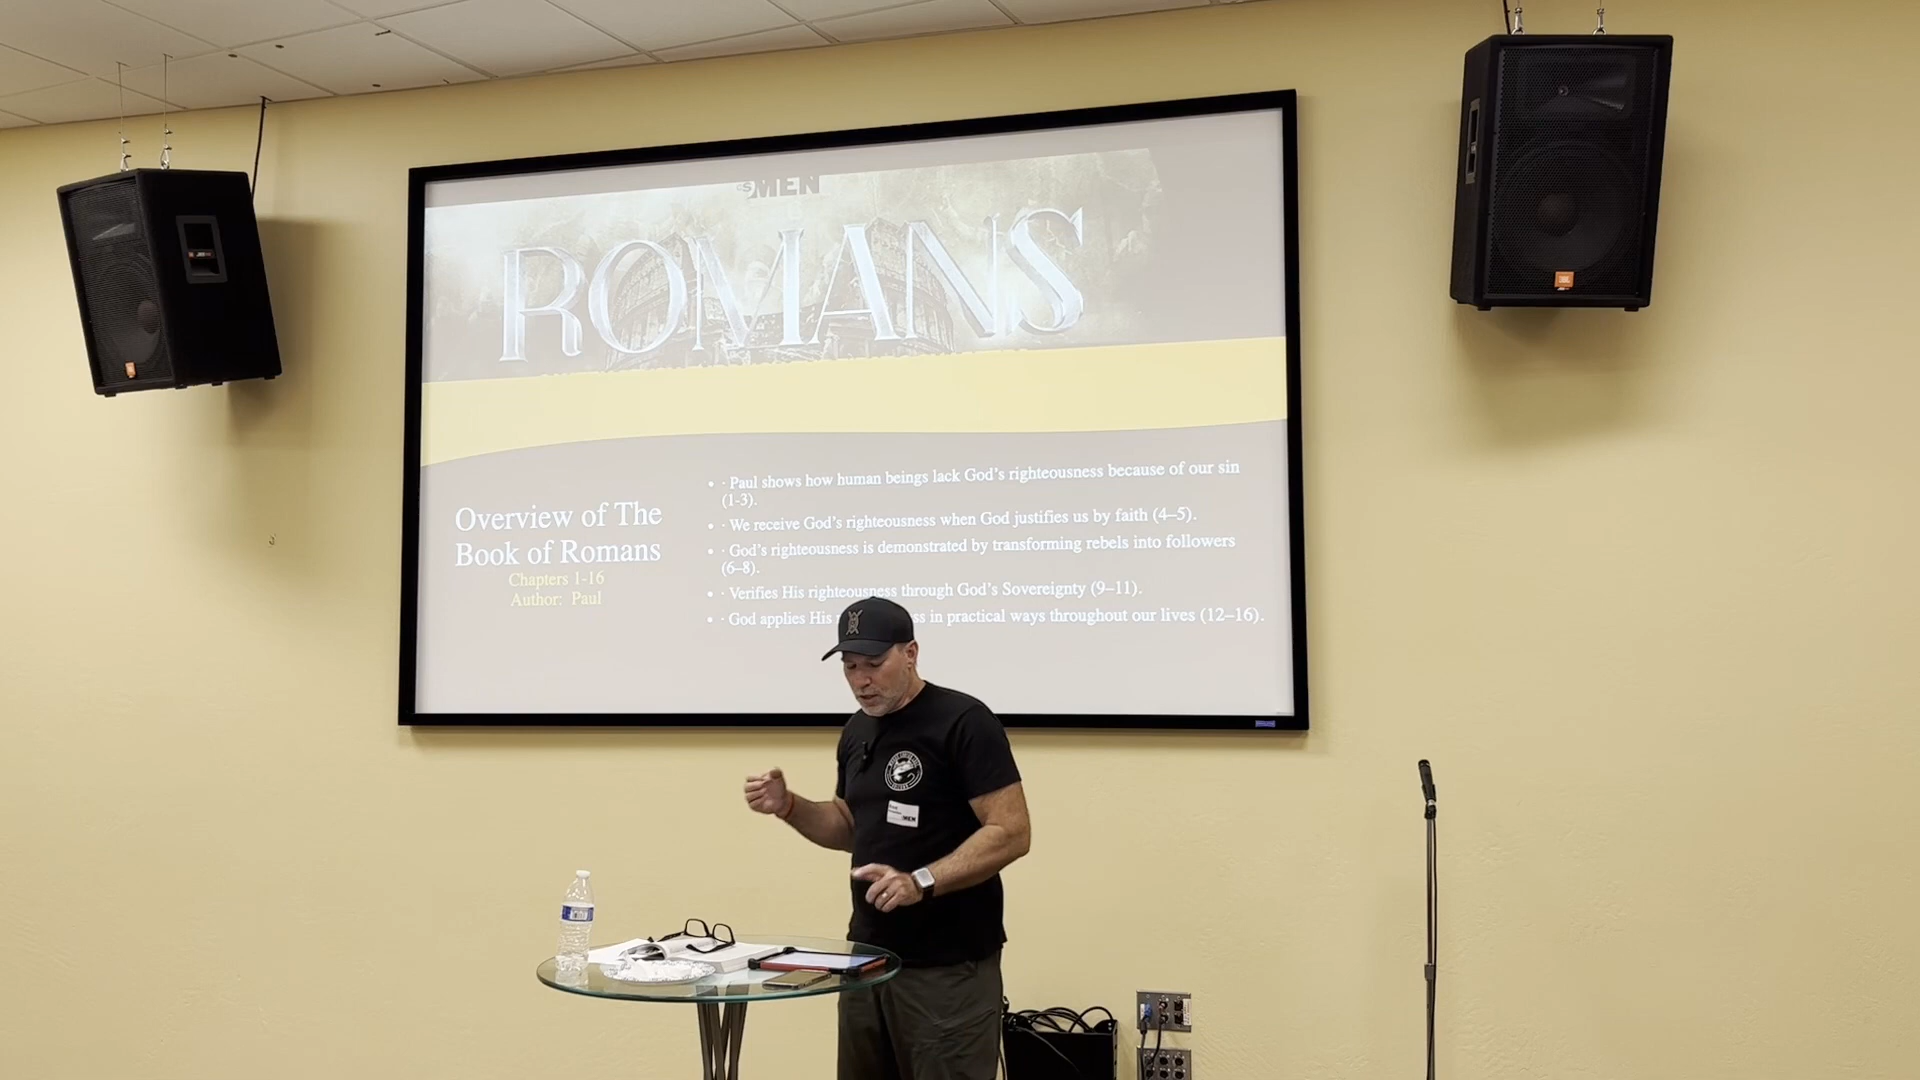 MEN
ROMANS
Overview of The
Book of Romans
Chapters 1-16
Author: Paul
• · Paul shows how human beings lack God's righteousness because of our sin
(1-3).
• · We receive God's righteousness when God justifies us by faith (4–5).
• · God's righteousness is demonstrated by transforming rebels into followers
(6–8).
• · Verifies His righteousness through God's Sovereignty (9–11).
• · God applies His in practical ways throughout our lives (12–16).
MEN
JBL